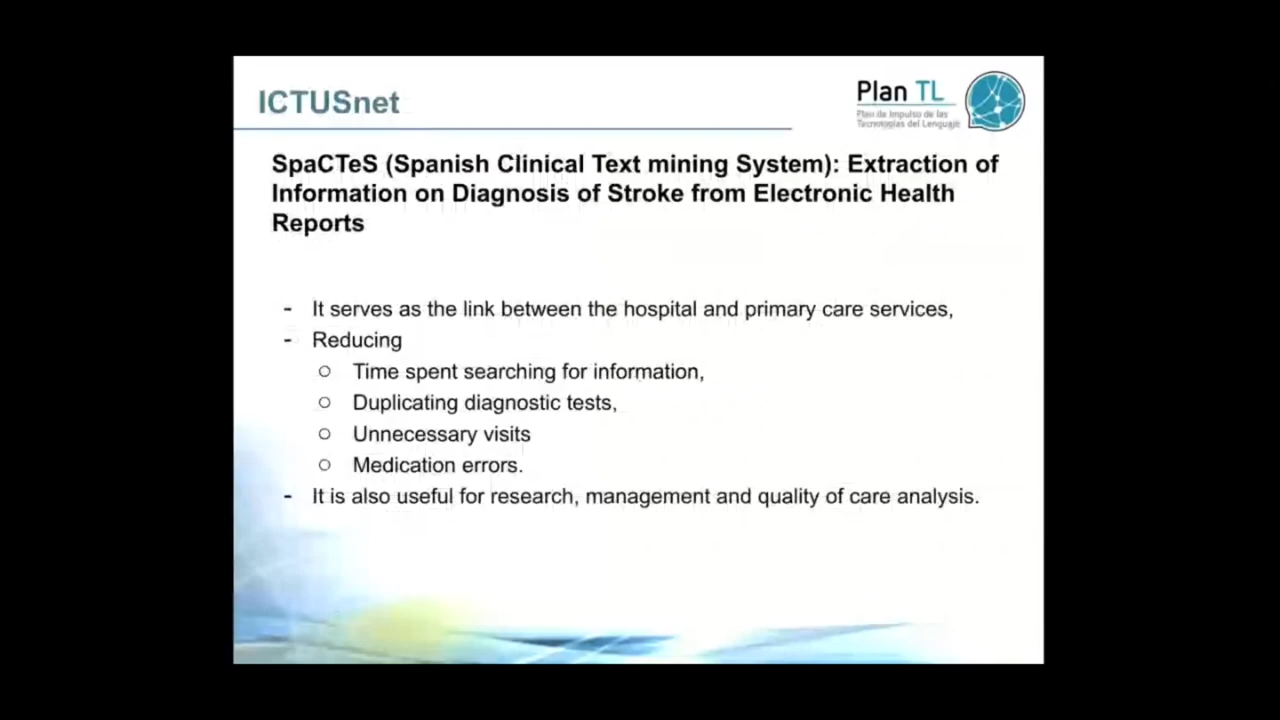 ICTUSnet
Plan TL
Plan de Impulso de las
Tecnologías del Lenguaje
SpaCTeS (Spanish Clinical Text mining System): Extraction of
Information on Diagnosis of Stroke from Electronic Health
Reports
- It serves as the link between the hospital and primary care services,
- Reducing
○ Time spent searching for information,
○ Duplicating diagnostic tests,
○ Unnecessary visits
○ Medication errors.
- It is also useful for research, management and quality of care analysis.